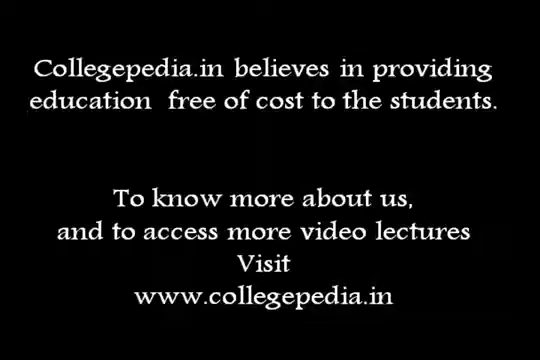 Collegepedia.in believes in providing
education free of cost to the students.
To know more about us,
and to access more video lectures
Visit
www.collegepedia.in